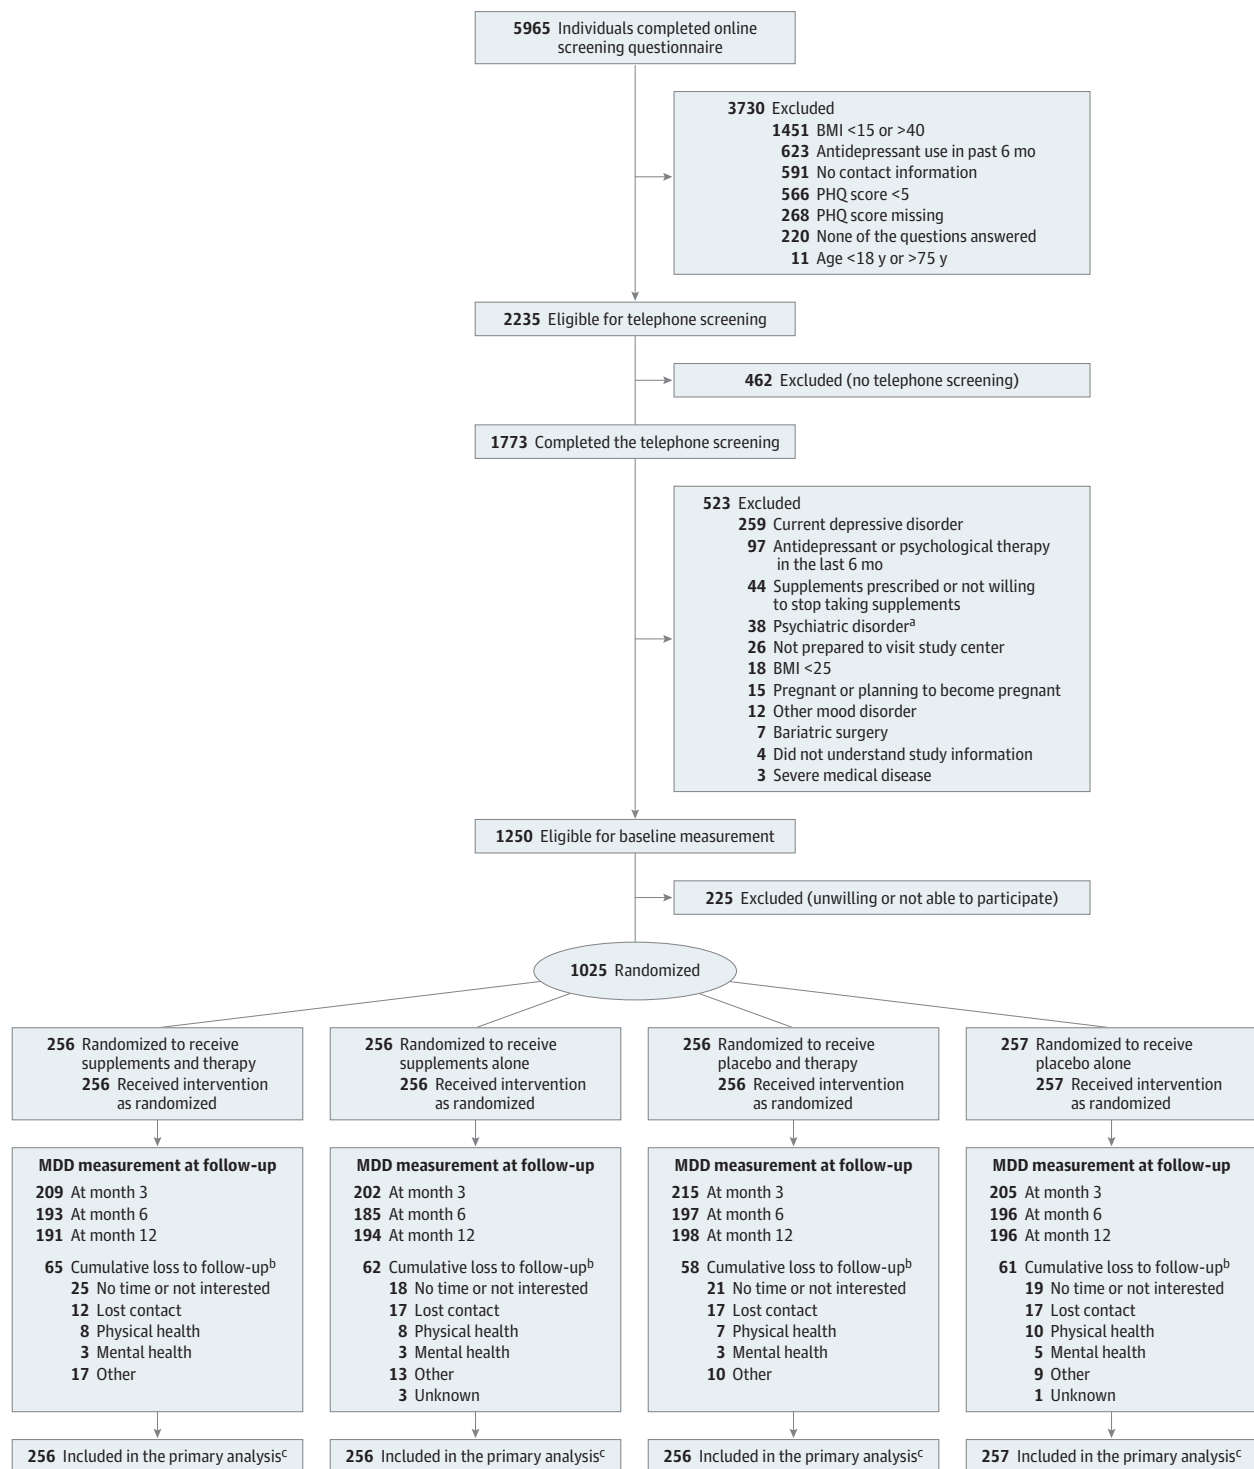 5965 Individuals completed online
screening questionnaire
3730 Excluded
1451 BMI <15 or >40
623 Antidepressant use in past 6 mo
591 No contact information
566 PHQ score <5
268 PHQ score missing
220 None of the questions answered
11 Age <18 y or >75 y
2235 Eligible for telephone screening
462 Excluded (no telephone screening)
1773 Completed the telephone screening
523 Excluded
259 Current depressive disorder
97 Antidepressant or psychological therapy
in the last 6 mo
44 Supplements prescribed or not willing
to stop taking supplements
38 Psychiatric disorderᵃ
26 Not prepared to visit study center
18 BMI <25
15 Pregnant or planning to become pregnant
12 Other mood disorder
7 Bariatric surgery
4 Did not understand study information
3 Severe medical disease
1250 Eligible for baseline measurement
225 Excluded (unwilling or not able to participate)
1025 Randomized
256 Randomized to receive
supplements and therapy
256 Received intervention
as randomized
256 Randomized to receive
supplements alone
256 Received intervention
as randomized
256 Randomized to receive
placebo and therapy
256 Received intervention
as randomized
257 Randomized to receive
placebo alone
257 Received intervention
as randomized
MDD measurement at follow-up
209 At month 3
193 At month 6
191 At month 12
65 Cumulative loss to follow-upᵇ
25 No time or not interested
12 Lost contact
8 Physical health
3 Mental health
17 Other
MDD measurement at follow-up
202 At month 3
185 At month 6
194 At month 12
62 Cumulative loss to follow-upᵇ
18 No time or not interested
17 Lost contact
8 Physical health
3 Mental health
13 Other
3 Unknown
MDD measurement at follow-up
215 At month 3
197 At month 6
198 At month 12
58 Cumulative loss to follow-upᵇ
21 No time or not interested
17 Lost contact
7 Physical health
3 Mental health
10 Other
MDD measurement at follow-up
205 At month 3
196 At month 6
196 At month 12
61 Cumulative loss to follow-upᵇ
19 No time or not interested
17 Lost contact
10 Physical health
5 Mental health
9 Other
1 Unknown
256 Included in the primary analysisᶜ
256 Included in the primary analysisᶜ
256 Included in the primary analysisᶜ
257 Included in the primary analysisᶜ